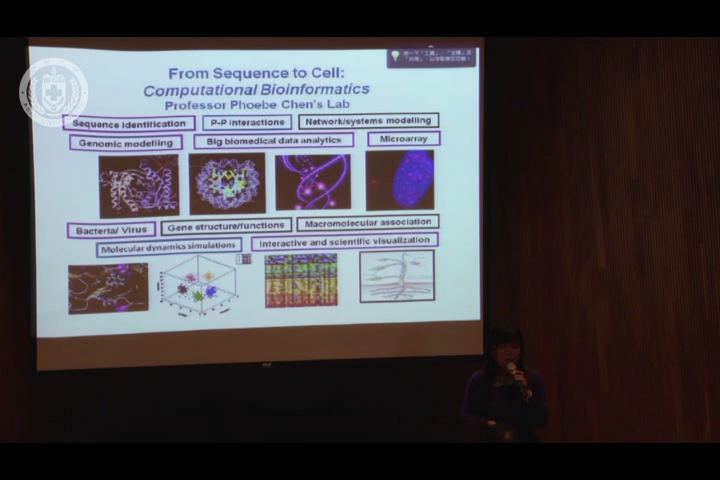 From Sequence to Cell:
Computational Bioinformatics
Professor Phoebe Chen's Lab
Sequence identification P-P interactions Network/systems modelling
Genomic modelling Big biomedical data analytics Microarray
Bacteria/ Virus Gene structure/functions Macromolecular association
Molecular dynamics simulations Interactive and scientific visualization